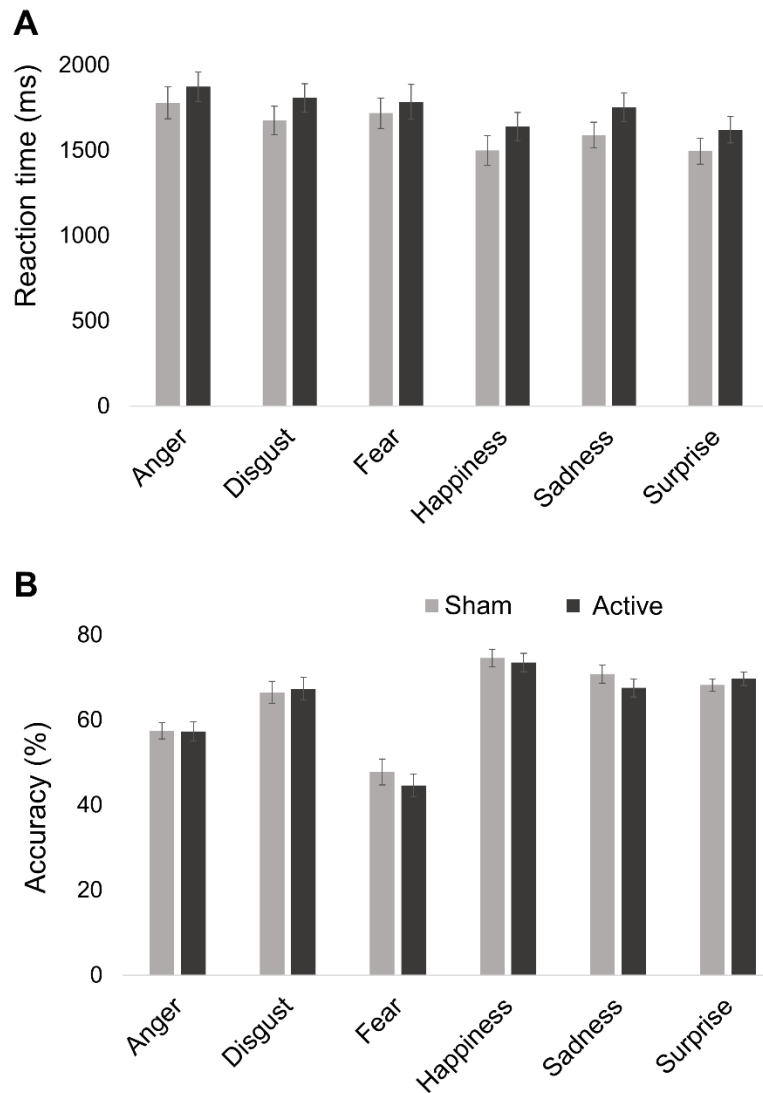 A
Reaction time (ms)
2000
1500
1000
500
0
Anger
Disgust
Fear
Happiness
Sadness
Surprise
B
Sham
Active
Accuracy (%)
80
60
40
20
0
Anger
Disgust
Fear
Happiness
Sadness
Surprise